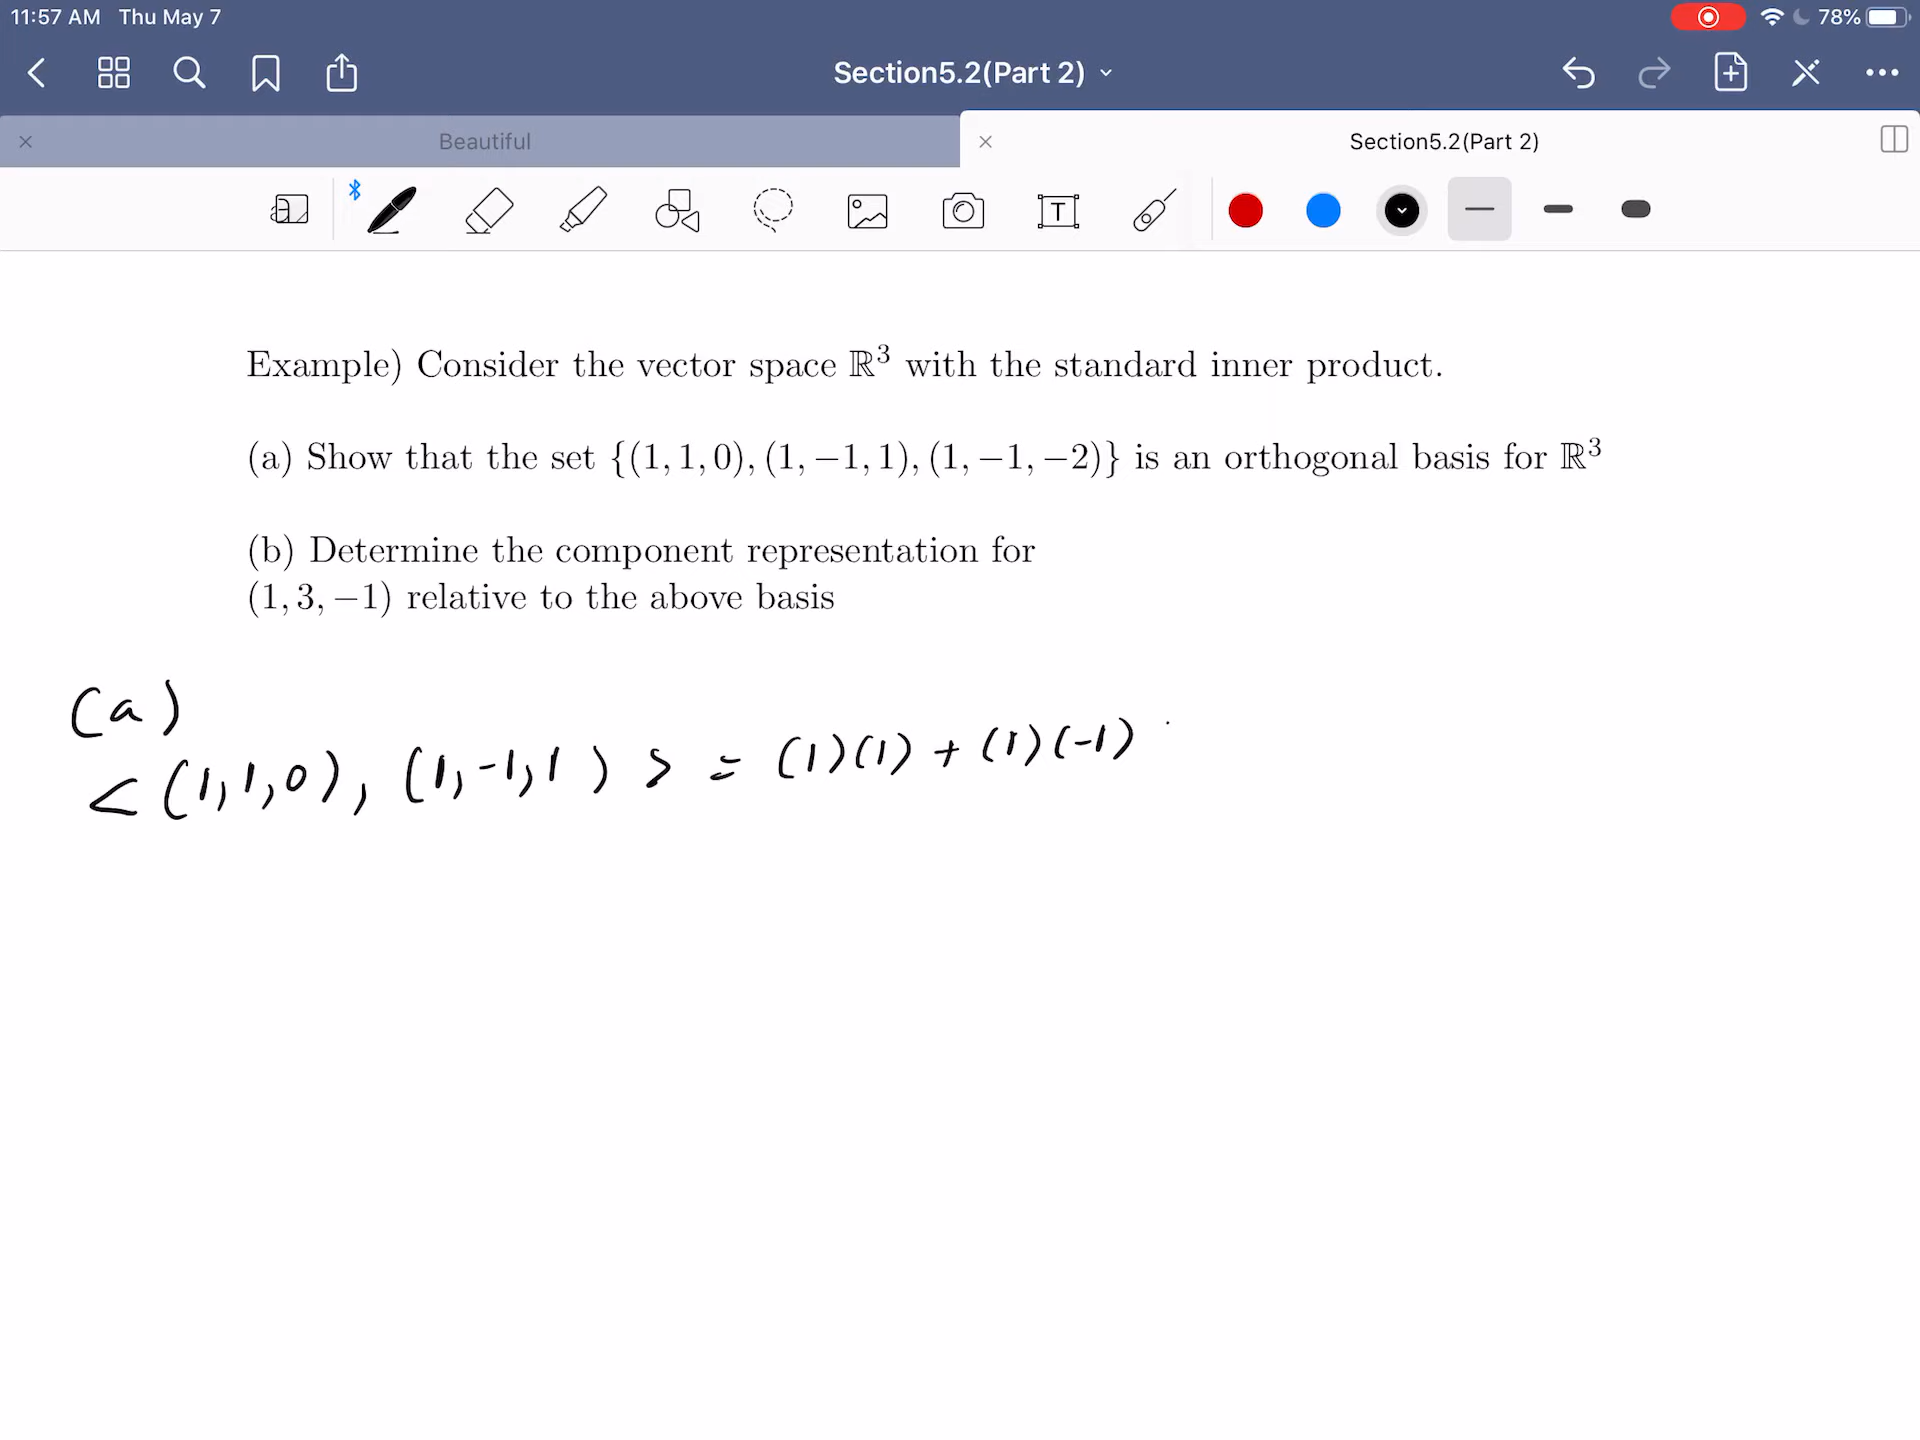 11:57 AM Thu May 7 78%
Section5.2(Part 2)
Beautiful Section5.2(Part 2)
Example) Consider the vector space ℝ³ with the standard inner product.
(a) Show that the set {(1, 1, 0), (1, −1, 1), (1, −1, −2)} is an orthogonal basis for ℝ³
(b) Determine the component representation for
(1, 3, −1) relative to the above basis
(a)
<(1,1,0), (1,-1,1)> = (1)(1) + (1)(-1)